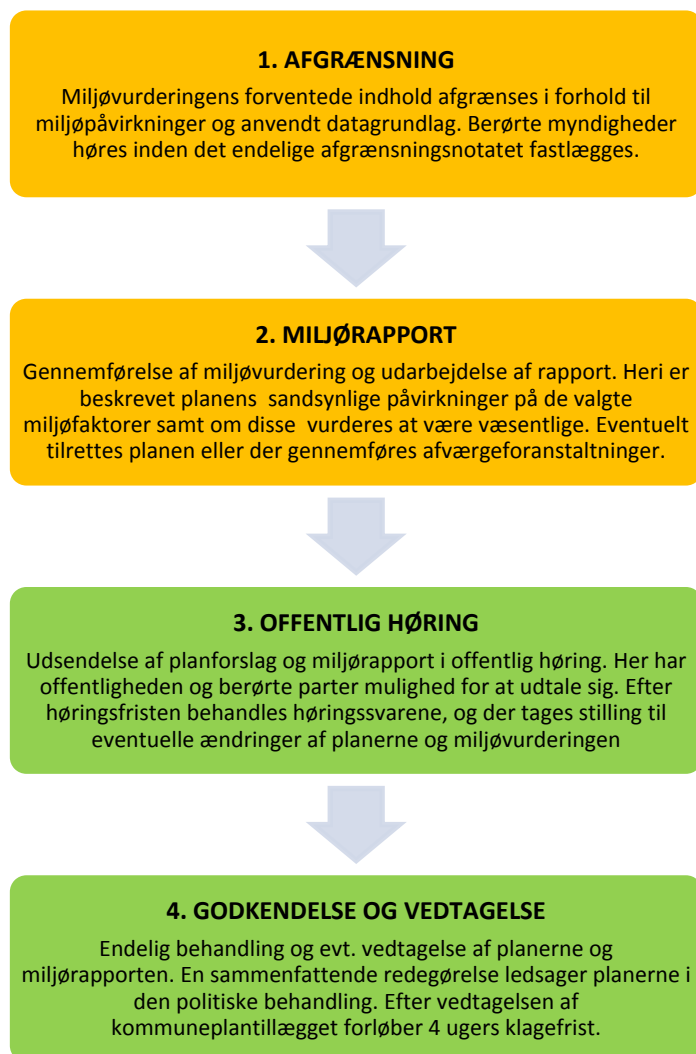 1. AFGRÆNSNING
Miljøvurderingens forventede indhold afgrænses i forhold til
miljøpåvirkninger og anvendt datagrundlag. Berørte myndigheder
høres inden det endelige afgrænsningsnotatet fastlægges.
2. MILJØRAPPORT
Gennemførelse af miljøvurdering og udarbejdelse af rapport. Heri er
beskrevet planens sandsynlige påvirkninger på de valgte
miljøfaktorer samt om disse vurderes at være væsentlige. Eventuelt
tilrettes planen eller der gennemføres afværgeforanstaltninger.
3. OFFENTLIG HØRING
Udsendelse af planforslag og miljørapport i offentlig høring. Her har
offentligheden og berørte parter mulighed for at udtale sig. Efter
høringsfristen behandles høringssvarene, og der tages stilling til
eventuelle ændringer af planerne og miljøvurderingen
4. GODKENDELSE OG VEDTAGELSE
Endelig behandling og evt. vedtagelse af planerne og
miljørapporten. En sammenfattende redegørelse ledsager planerne i
den politiske behandling. Efter vedtagelsen af
kommuneplantillægget forløber 4 ugers klagefrist.